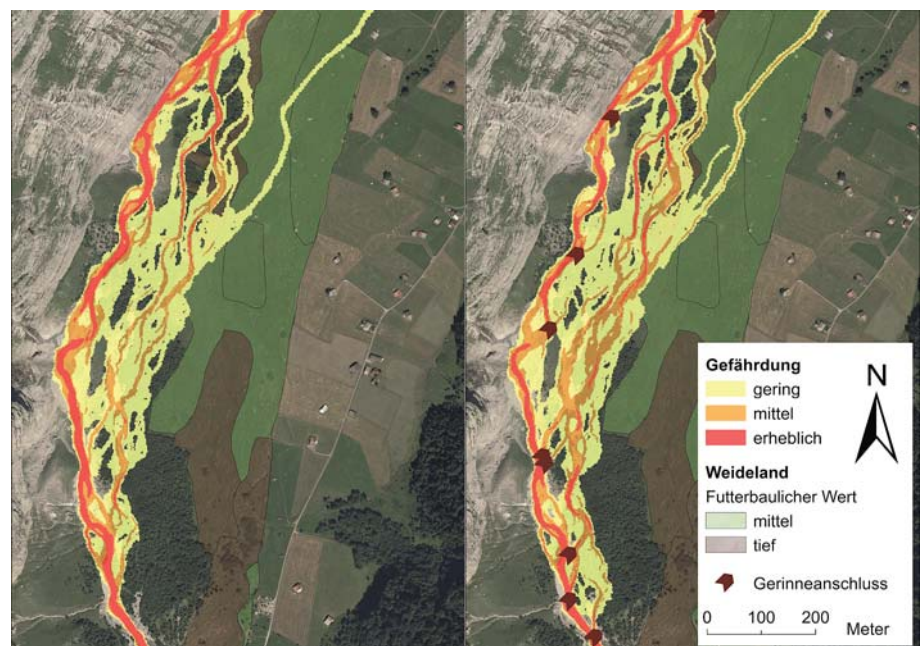 Gefährdung
gering
mittel
erheblich
N
Weideland
Futterbaulicher Wert
mittel
tief
Gerinneanschluss
0 100 200 Meter